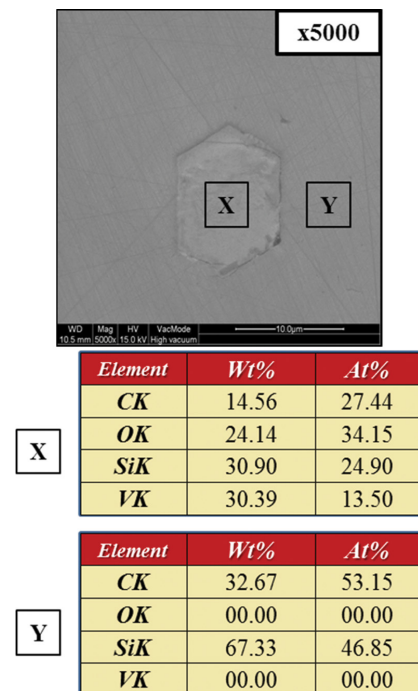 x5000
X Y
WD Mag HV VacMode 10.0μm
10.5 mm 5000x 15.0 kV High vacuum
Element Wt% At%
CK 14.56 27.44
OK 24.14 34.15
X
SiK 30.90 24.90
VK 30.39 13.50
Element Wt% At%
CK 32.67 53.15
OK 00.00 00.00
Y
SiK 67.33 46.85
VK 00.00 00.00